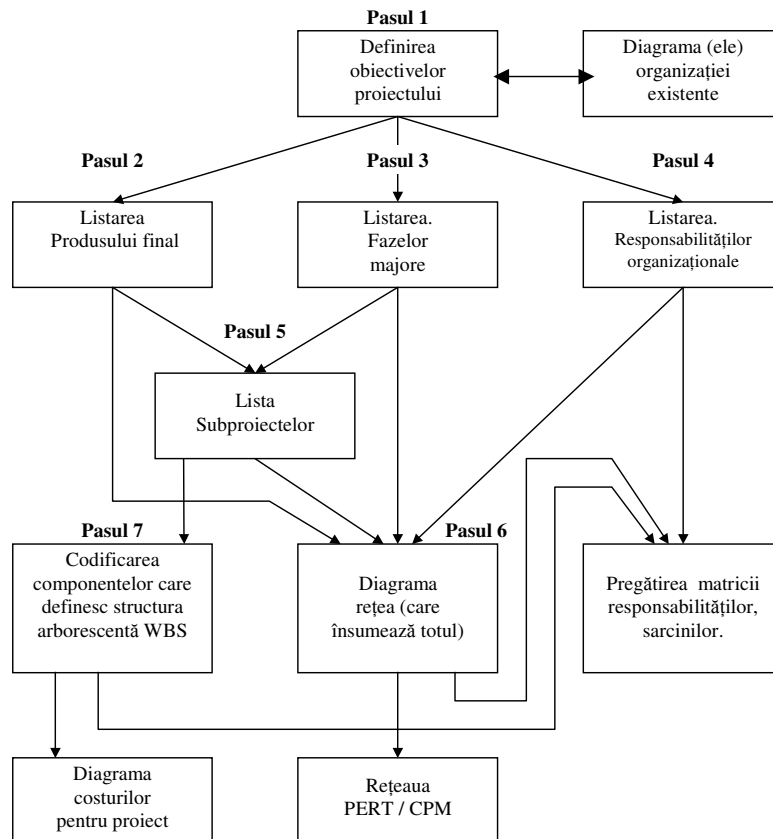 Pasul 1
Definirea
obiectivelor
proiectului
Diagrama (ele)
organizației
existente
Pasul 2
Pasul 3
Pasul 4
Listarea
Produsului final
Listarea.
Fazelor
majore
Listarea.
Responsabilităților
organizaționale
Pasul 5
Lista
Subproiectelor
Pasul 7
Pasul 6
Codificarea
componentelor care
definesc structura
arborescentă WBS
Diagrama
rețea (care
însumează totul)
Pregătirea matricii
responsabilităților,
sarcinilor.
Diagrama
costurilor
pentru proiect
Rețeaua
PERT / CPM